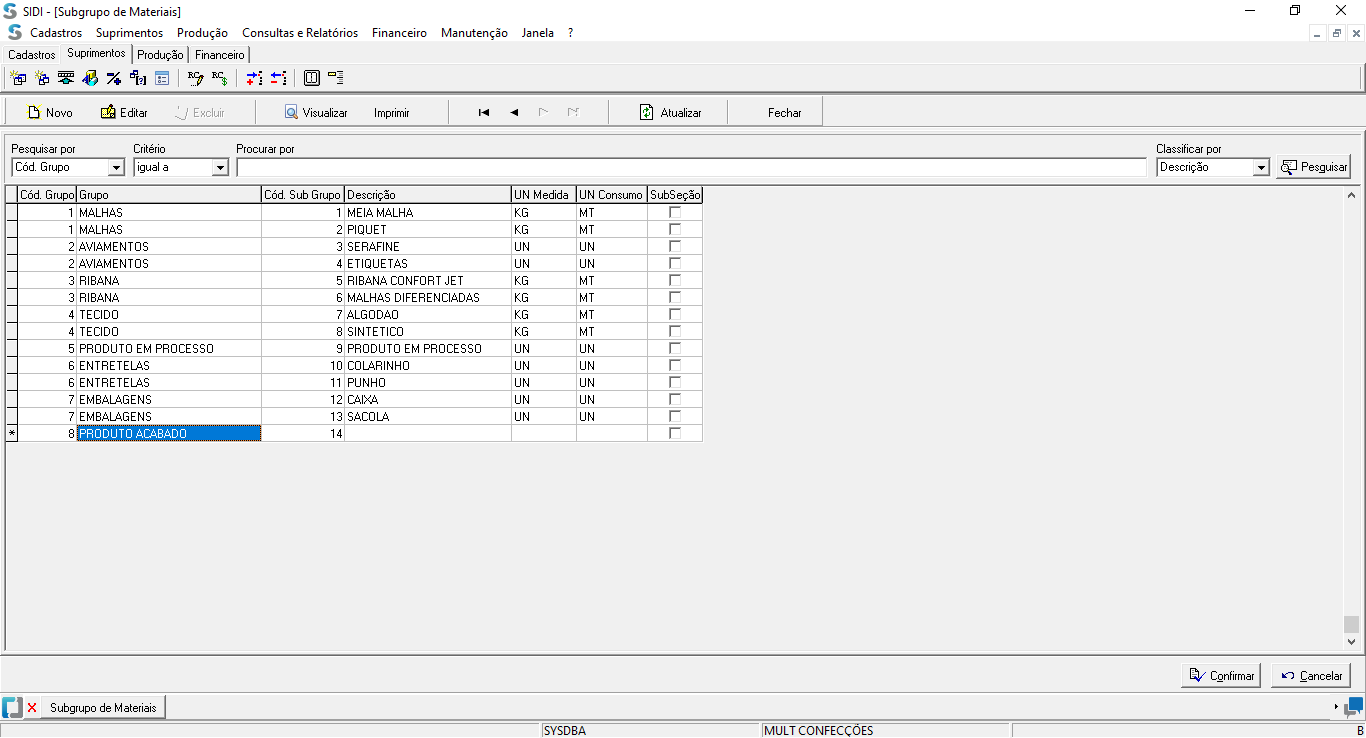 SIDI - [Subgrupo de Materiais]
Cadastros Suprimentos Produção Consultas e Relatórios Financeiro Manutenção Janela ?
Cadastros Suprimentos Produção Financeiro
Novo Editar Excluir Visualizar Imprimir Atualizar Fechar
Pesquisar por Critério Procurar por Classificar por
Cód. Grupo igual a Descrição Pesquisar
Cód. Grupo Grupo Cód. Sub Grupo Descrição UN Medida UN Consumo SubSeção
1 MALHAS 1 MEIA MALHA KG MT
1 MALHAS 2 PIQUET KG MT
2 AVIAMENTOS 3 SERAFINE UN UN
2 AVIAMENTOS 4 ETIQUETAS UN UN
3 RIBANA 5 RIBANA CONFORT JET KG MT
3 RIBANA 6 MALHAS DIFERENCIADAS KG MT
4 TECIDO 7 ALGODAO KG MT
4 TECIDO 8 SINTETICO KG MT
5 PRODUTO EM PROCESSO 9 PRODUTO EM PROCESSO UN UN
6 ENTRETELAS 10 COLARINHO UN UN
6 ENTRETELAS 11 PUNHO UN UN
7 EMBALAGENS 12 CAIXA UN UN
7 EMBALAGENS 13 SACOLA UN UN
* 8 PRODUTO ACABADO 14
Confirmar Cancelar
Subgrupo de Materiais
SYSDBA MULT CONFECÇÕES B